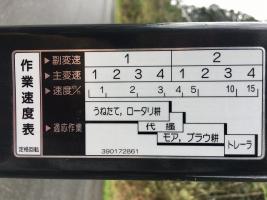 作業速度表
定格回転
▶副変速 1 2
▶主変速 1 2 3 4 1 2 3 4
▶速度㎞/h 1 2 3 4 5 10 15
▶適応作業
うねたて，ロータリ耕
代掻
モア，プラウ耕
トレーラ
390172861